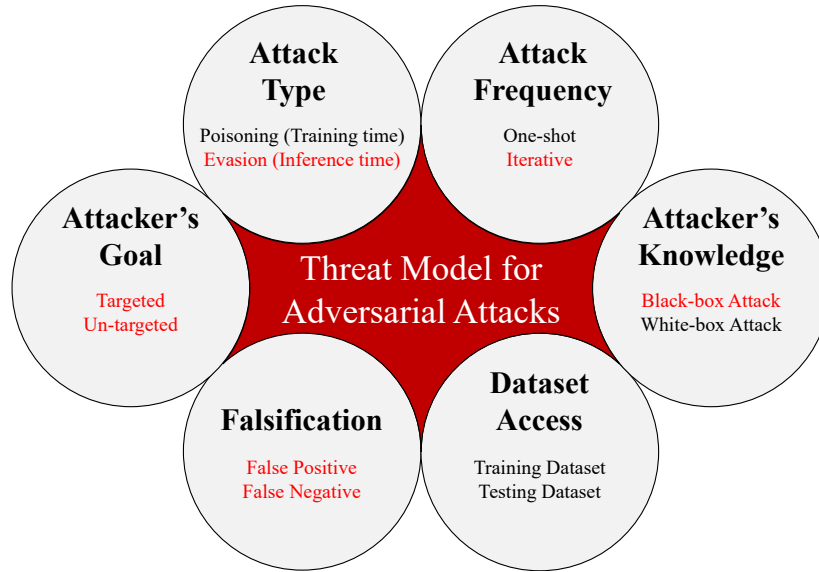 Attack
Type
Poisoning (Training time)
Evasion (Inference time)
Attack
Frequency
One-shot
Iterative
Attacker's
Goal
Targeted
Un-targeted
Threat Model for
Adversarial Attacks
Attacker's
Knowledge
Black-box Attack
White-box Attack
Falsification
False Positive
False Negative
Dataset
Access
Training Dataset
Testing Dataset